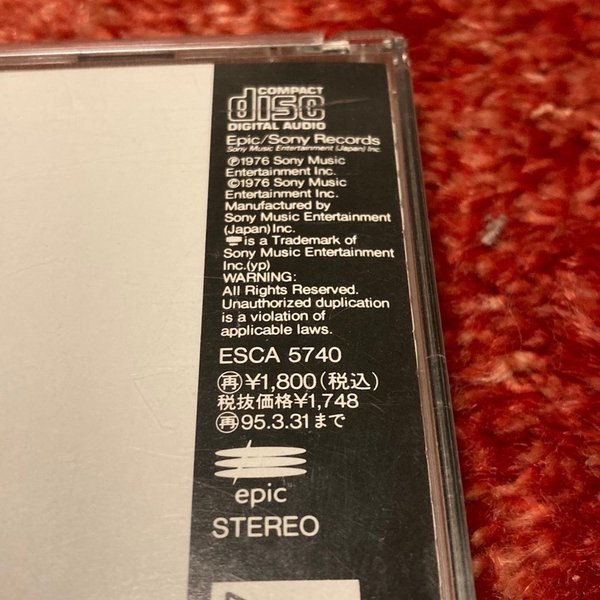 COMPACT
disc
DIGITAL AUDIO
Epic/Sony Records
Sony Music Entertainment (Japan) Inc.
℗1976 Sony Music
Entertainment Inc.
©1976 Sony Music
Entertainment Inc.
Manufactured by
Sony Music Entertainment
(Japan) Inc.
is a Trademark of
Sony Music Entertainment
Inc.(yp)
WARNING:
All Rights Reserved.
Unauthorized duplication
is a violation of
applicable laws.
ESCA 5740
㊢¥1,800(税込)
税抜価格¥1,748
㊢95.3.31まで
epic
STEREO